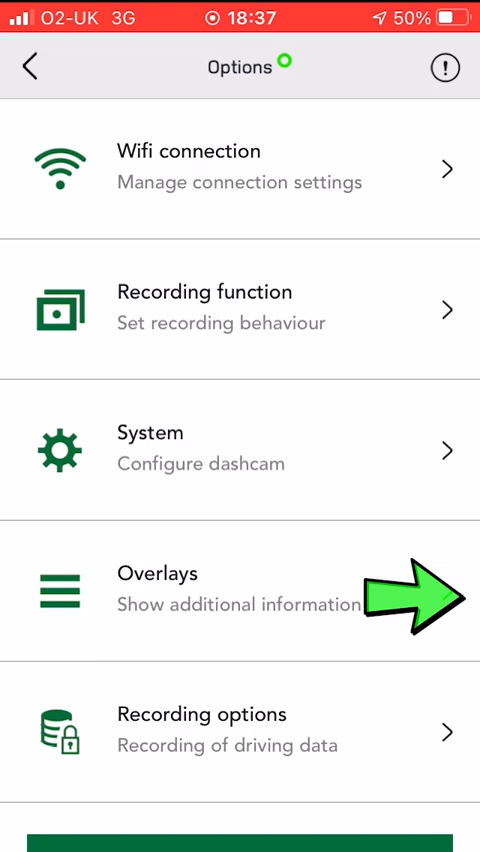 O2-UK 3G 18:37 50%
Options
Wifi connection
Manage connection settings
Recording function
Set recording behaviour
System
Configure dashcam
Overlays
Show additional information
Recording options
Recording of driving data